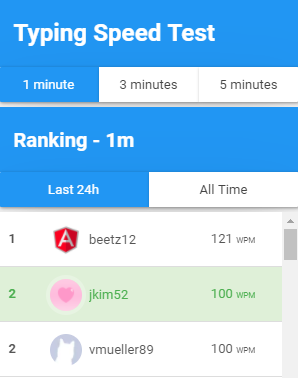 Typing Speed Test
1 minute 3 minutes 5 minutes
Ranking - 1m
Last 24h All Time
1 beetz12 121 WPM
2 jkim52 100 WPM
2 vmueller89 100 WPM